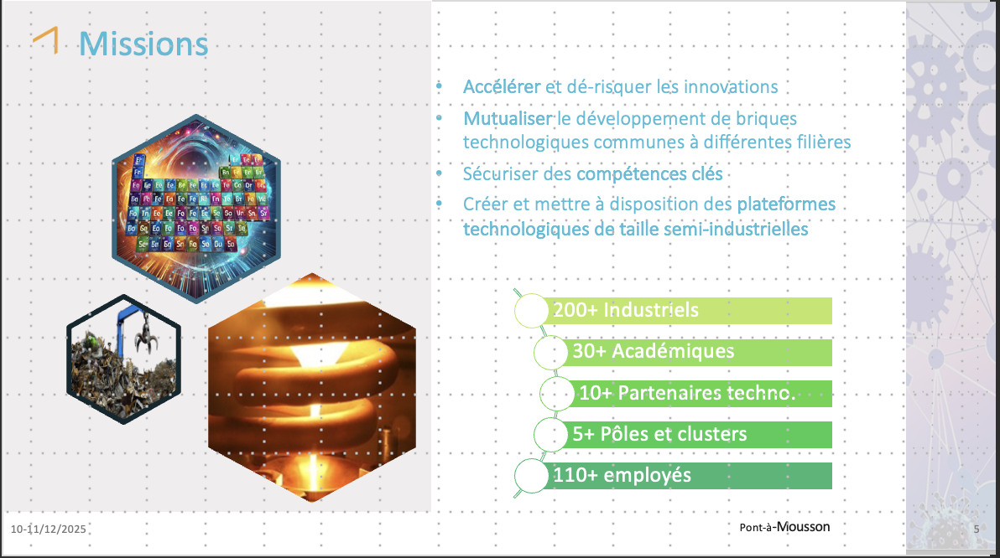 Missions
• Accélérer et dé-risquer les innovations
• Mutualiser le développement de briques
technologiques communes à différentes filières
• Sécuriser des compétences clés
• Créer et mettre à disposition des plateformes
technologiques de taille semi-industrielles
200+ Industriels
30+ Académiques
10+ Partenaires techno.
5+ Pôles et clusters
110+ employés
10-11/12/2025
Pont-à-Mousson
5